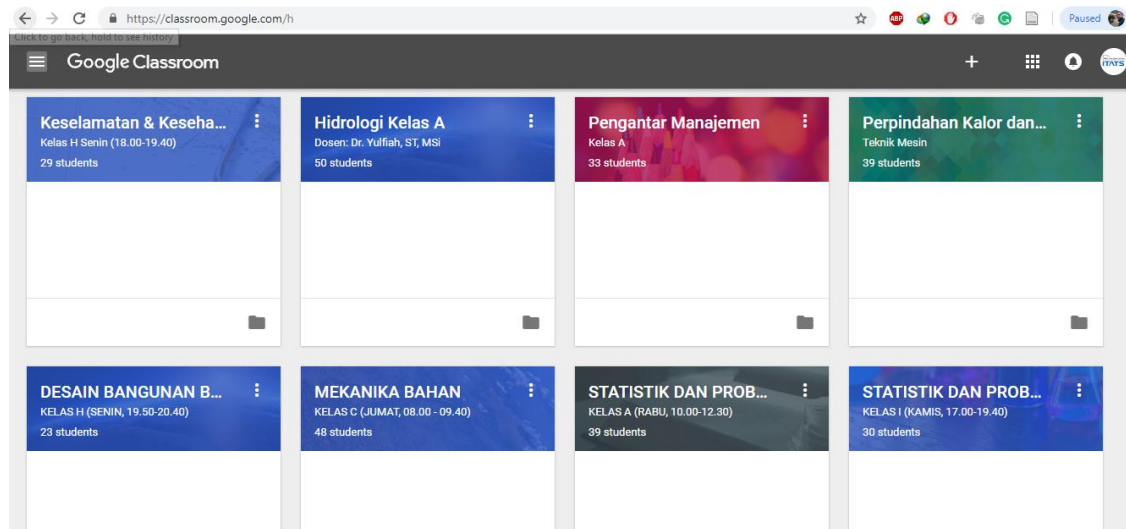 https://classroom.google.com/h
ABP
Paused
Click to go back, hold to see history
Google Classroom
ITATS
Keselamatan & Keseha...
Kelas H Senin (18.00-19.40)
29 students
Hidrologi Kelas A
Dosen: Dr. Yulfiah, ST, MSi
50 students
Pengantar Manajemen
Kelas A
33 students
Perpindahan Kalor dan...
Teknik Mesin
39 students
DESAIN BANGUNAN B...
KELAS H (SENIN, 19.50-20.40)
23 students
MEKANIKA BAHAN
KELAS C (JUMAT, 08.00 - 09.40)
48 students
STATISTIK DAN PROB...
KELAS A (RABU, 10.00-12.30)
39 students
STATISTIK DAN PROB...
KELAS I (KAMIS, 17.00-19.40)
30 students